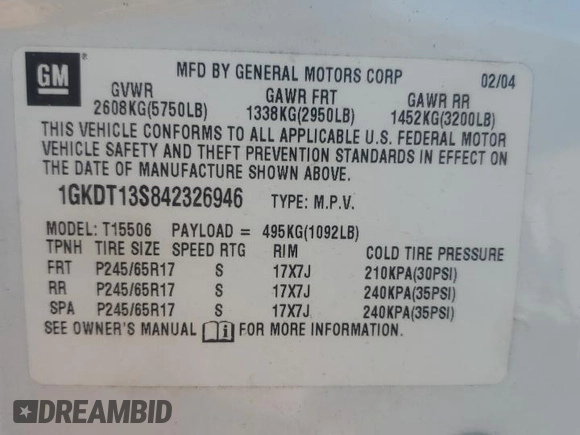 GM
MFD BY GENERAL MOTORS CORP 02/04
GVWR GAWR FRT GAWR RR
2608KG(5750LB) 1338KG(2950LB) 1452KG(3200LB)
THIS VEHICLE CONFORMS TO ALL APPLICABLE U.S. FEDERAL MOTOR
VEHICLE SAFETY AND THEFT PREVENTION STANDARDS IN EFFECT ON
THE DATE OF MANUFACTURE SHOWN ABOVE.
1GKDT13S842326946 TYPE: M.P.V.
MODEL: T15506 PAYLOAD = 495KG(1092LB)
TPNH TIRE SIZE SPEED RTG RIM COLD TIRE PRESSURE
FRT P245/65R17 S 17X7J 210KPA(30PSI)
RR P245/65R17 S 17X7J 240KPA(35PSI)
SPA P245/65R17 S 17X7J 240KPA(35PSI)
SEE OWNER'S MANUAL FOR MORE INFORMATION.
DREAMBID